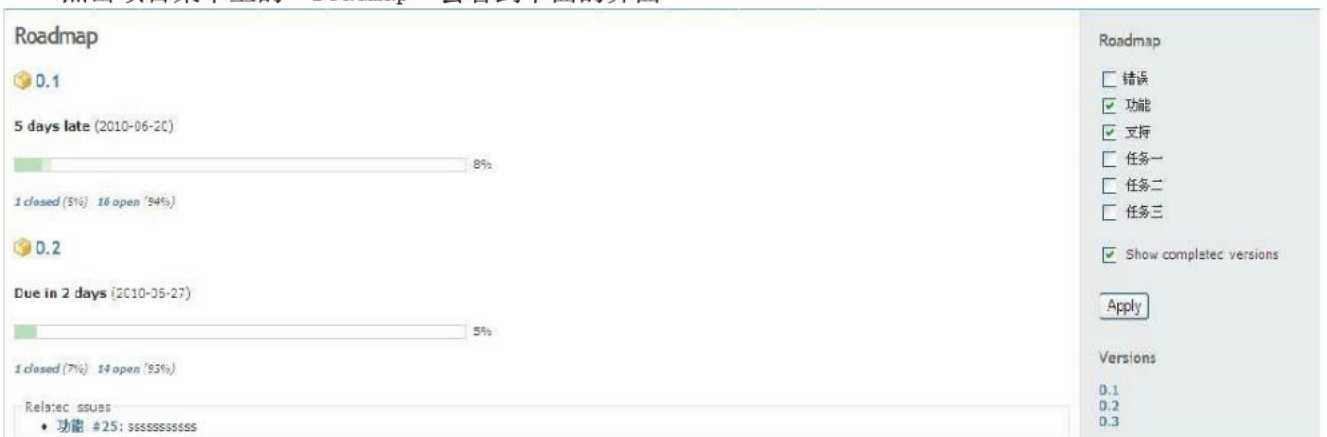 Roadmap
0.1
5 days late (2010-06-20)
8%
1 closed (5%) 16 open (94%)
0.2
Due in 2 days (2010-06-27)
5%
1 closed (7%) 14 open (93%)
Related issues
功能 #25: sssssssssss
Roadmap
错误
功能
支持
任务一
任务二
任务三
Show completed versions
Apply
Versions
0.1
0.2
0.3